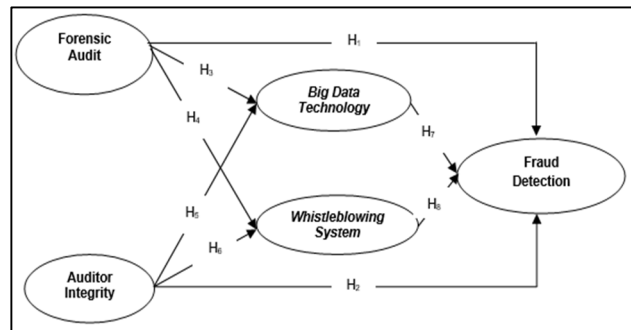 Forensic
Audit
H1
H3
Big Data
Technology
H4
H7
Fraud
Detection
H5
Whistleblowing
System
H8
H6
Auditor
Integrity
H2